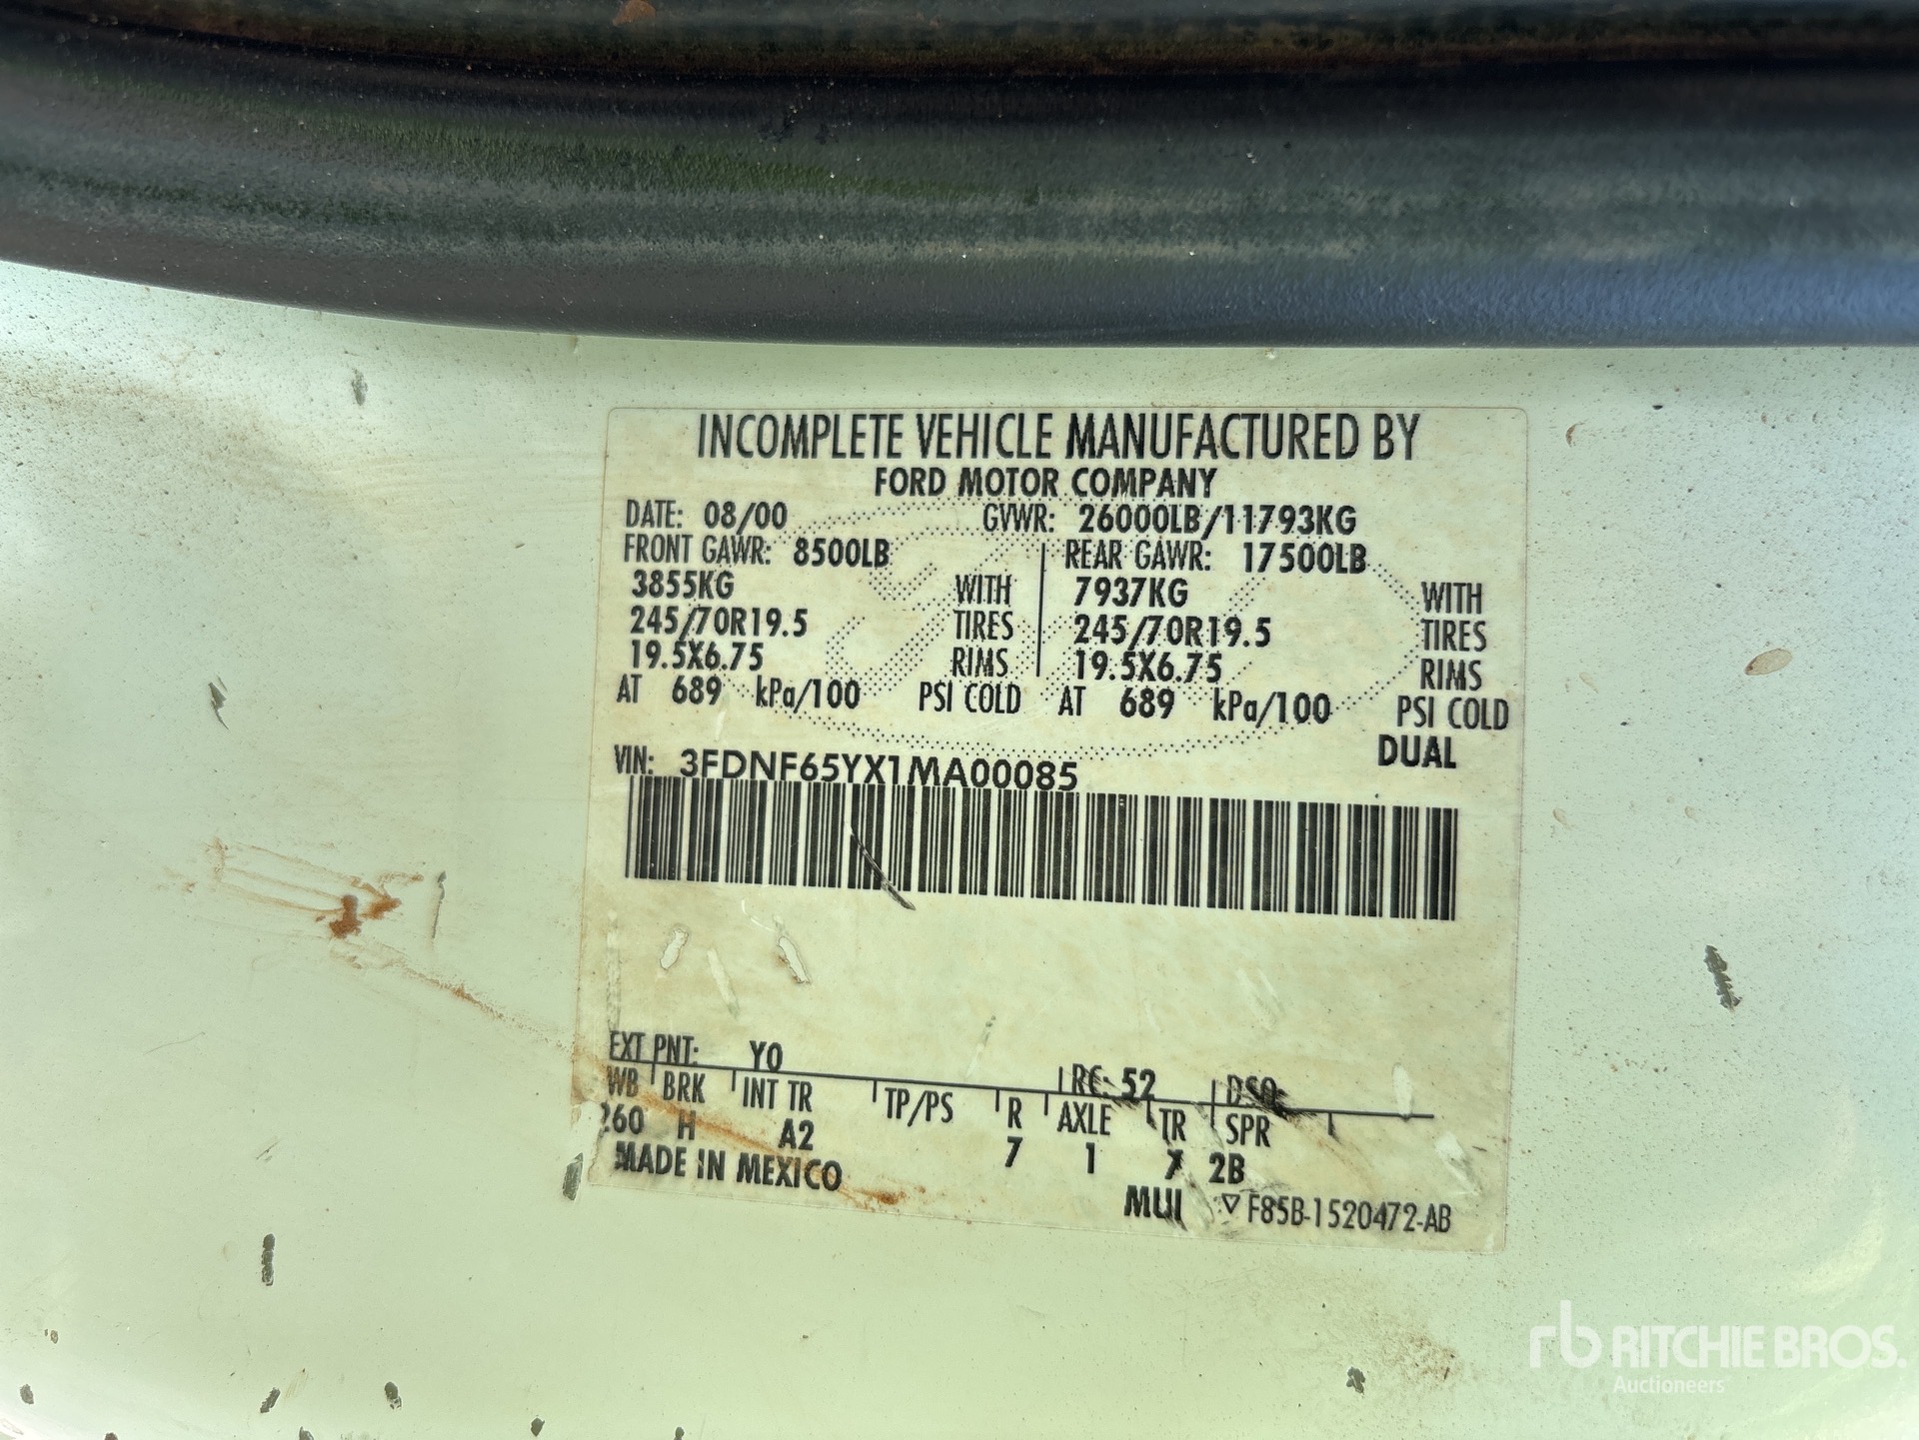 INCOMPLETE VEHICLE MANUFACTURED BY
FORD MOTOR COMPANY
DATE: 08/00 GVWR: 26000LB/11793KG
FRONT GAWR: 8500LB REAR GAWR: 17500LB
3855KG WITH 7937KG WITH
245/70R19.5 TIRES 245/70R19.5 TIRES
19.5X6.75 RIMS 19.5X6.75 RIMS
AT 689 kPa/100 PSI COLD AT 689 kPa/100 PSI COLD
DUAL
VIN: 3FDNF65YX1MA00085
EXT PNT: YO RC: 52 DSO:
WB BRK INT TR TP/PS R AXLE TR SPR
260 H A2 7 1 7 2B
MADE IN MEXICO
MUI ▽ F85B-1520472-AB
rb RITCHIE BROS.
Auctioneers